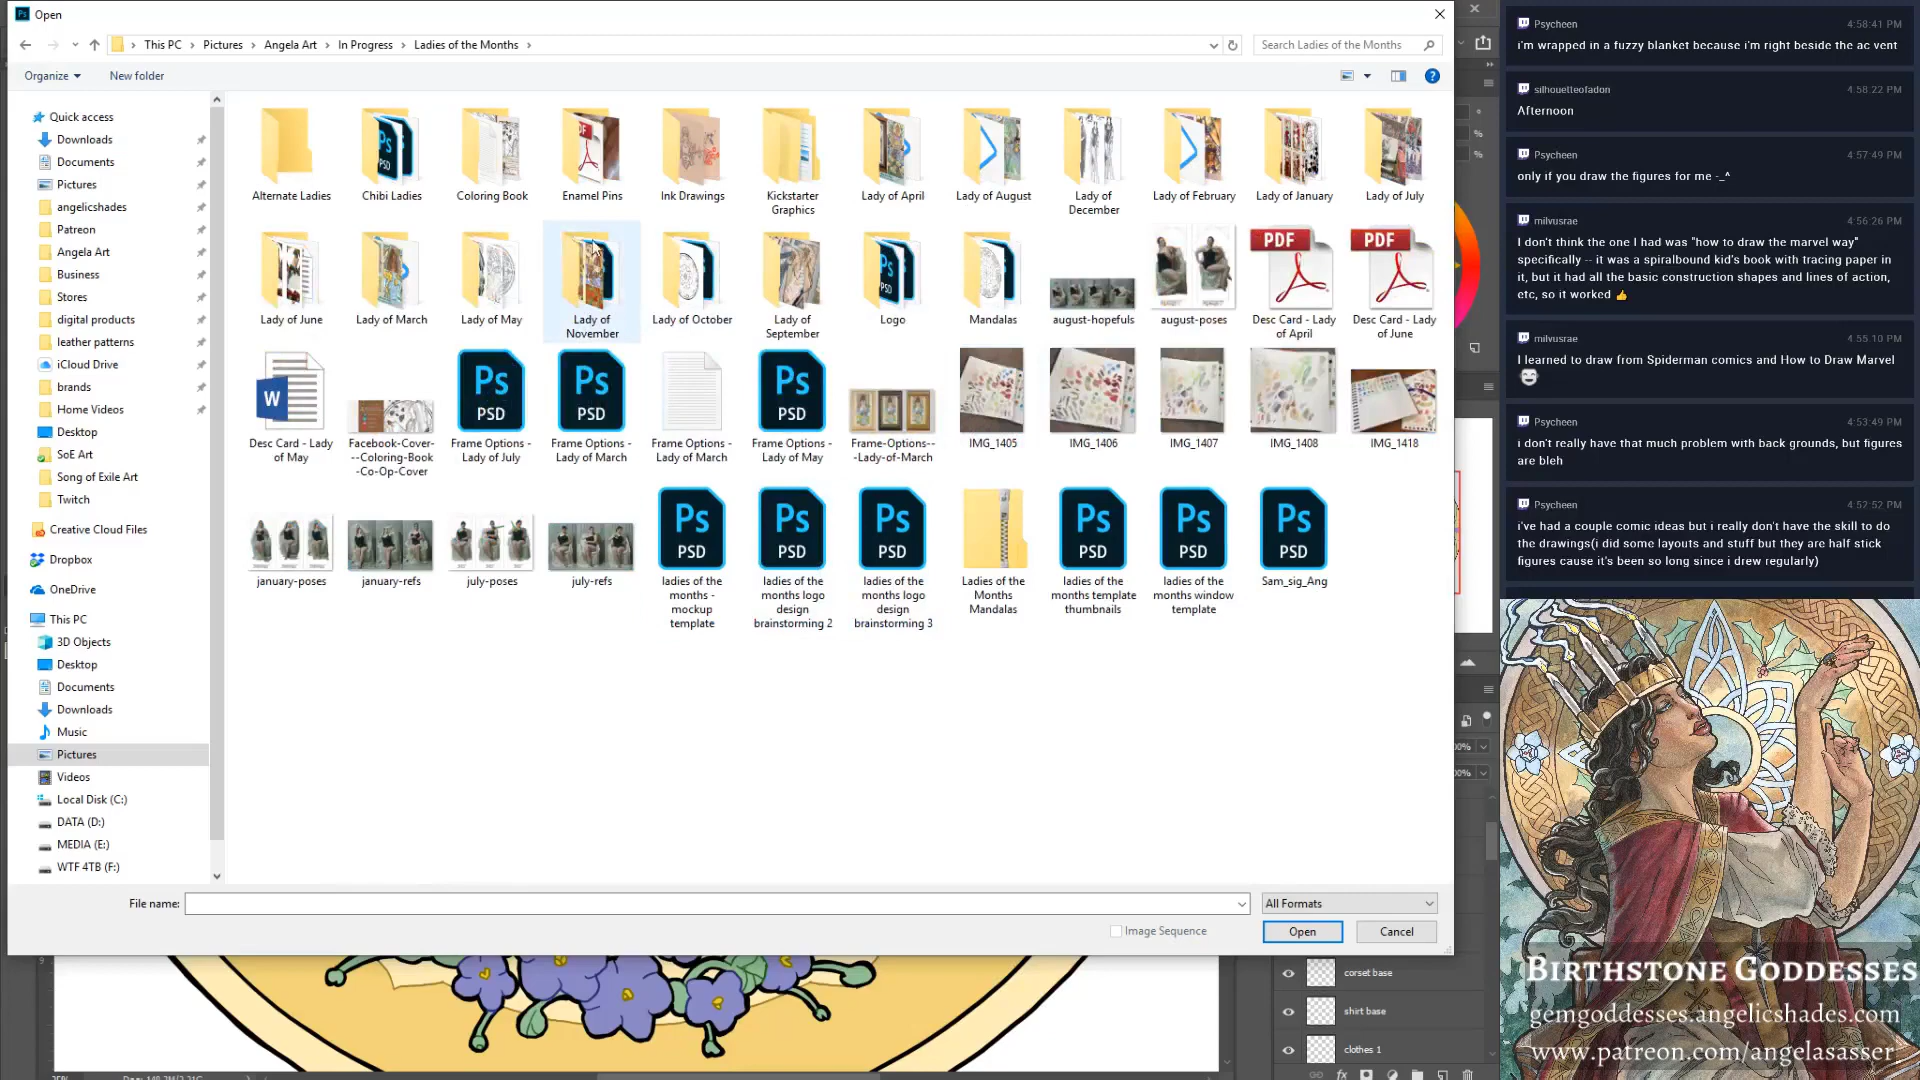 Open
This PC > Pictures > Angela Art > In Progress > Ladies of the Months >
Search Ladies of the Months
Organize
New folder
Quick access
Downloads
Documents
Pictures
angelicshades
Patreon
Angela Art
Business
Stores
digital products
leather patterns
iCloud Drive
brands
Home Videos
Desktop
SoE Art
Song of Exile Art
Twitch
Creative Cloud Files
Dropbox
OneDrive
This PC
3D Objects
Desktop
Documents
Downloads
Music
Pictures
Videos
Local Disk (C:)
DATA (D:)
MEDIA (E:)
WTF 4TB (F:)
Alternate Ladies
Chibi Ladies
Coloring Book
Enamel Pins
Ink Drawings
Kickstarter
Graphics
Lady of April
Lady of August
Lady of
December
Lady of February
Lady of January
Lady of July
Lady of June
Lady of March
Lady of May
Lady of
November
Lady of October
Lady of
September
Logo
Mandalas
august-hopefuls
august-poses
Desc Card - Lady
of April
Desc Card - Lady
of June
Desc Card - Lady
of May
Facebook-Cover-
--Coloring-Book
-Co-Op-Cover
Frame Options -
Lady of July
Frame Options -
Lady of March
Frame Options -
Lady of March
Frame Options -
Lady of May
Frame-Options--
-Lady-of-March
IMG_1405
IMG_1406
IMG_1407
IMG_1408
IMG_1418
january-poses
january-refs
july-poses
july-refs
ladies of the
months -
mockup
template
ladies of the
months logo
design
brainstorming 2
ladies of the
months logo
design
brainstorming 3
Ladies of the
Months
Mandalas
ladies of the
months template
thumbnails
ladies of the
months window
template
Sam_sig_Ang
File name:
All Formats
Image Sequence
Open
Cancel
corset base
shirt base
clothes 1
Psycheen 4:58:41 PM
i'm wrapped in a fuzzy blanket because i'm right beside the ac vent
silhouetteofadon 4:58:22 PM
Afternoon
Psycheen 4:57:49 PM
only if you draw the figures for me -_^
milvusrae 4:56:26 PM
I don't think the one I had was "how to draw the marvel way"
specifically -- it was a spiralbound kid's book with tracing paper in
it, but it had all the basic construction shapes and lines of action,
etc, so it worked 👍
milvusrae 4:55:10 PM
I learned to draw from Spiderman comics and How to Draw Marvel
Psycheen 4:53:49 PM
i don't really have that much problem with back grounds, but figures
are bleh
Psycheen 4:52:52 PM
i've had a couple comic ideas but i really don't have the skill to do
the drawings(i did some layouts and stuff but they are half stick
figures cause it's been so long since i drew regularly)
Birthstone Goddesses
gemgoddesses.angelicshades.com
www.patreon.com/angelasasser